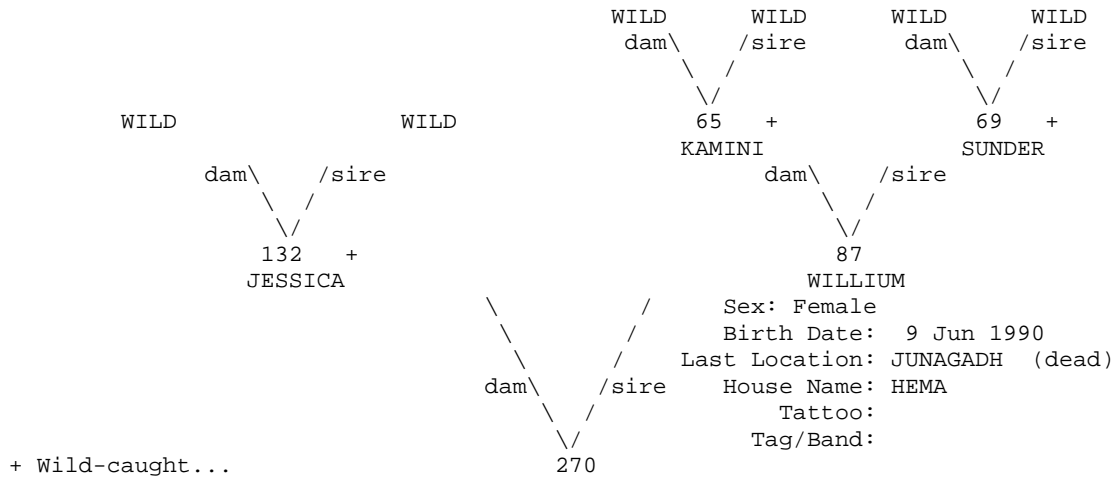 WILD WILD WILD WILD
dam\ /sire dam\ /sire
\ / \ /
\/ \/
WILD WILD 65 + 69 +
KAMINI SUNDER
dam\ /sire dam\ /sire
\ / \ /
\/ \/
132 + 87
JESSICA WILLIUM
\ / Sex: Female
\ / Birth Date: 9 Jun 1990
\ / Last Location: JUNAGADH (dead)
dam\ /sire House Name: HEMA
\ / Tattoo:
\/ Tag/Band:
+ Wild-caught... 270